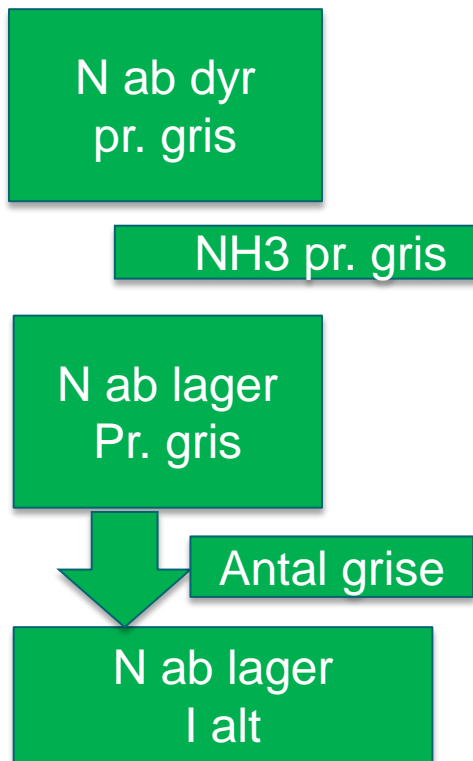 N ab dyr
pr. gris
NH3 pr. gris
N ab lager
Pr. gris
Antal grise
N ab lager
I alt